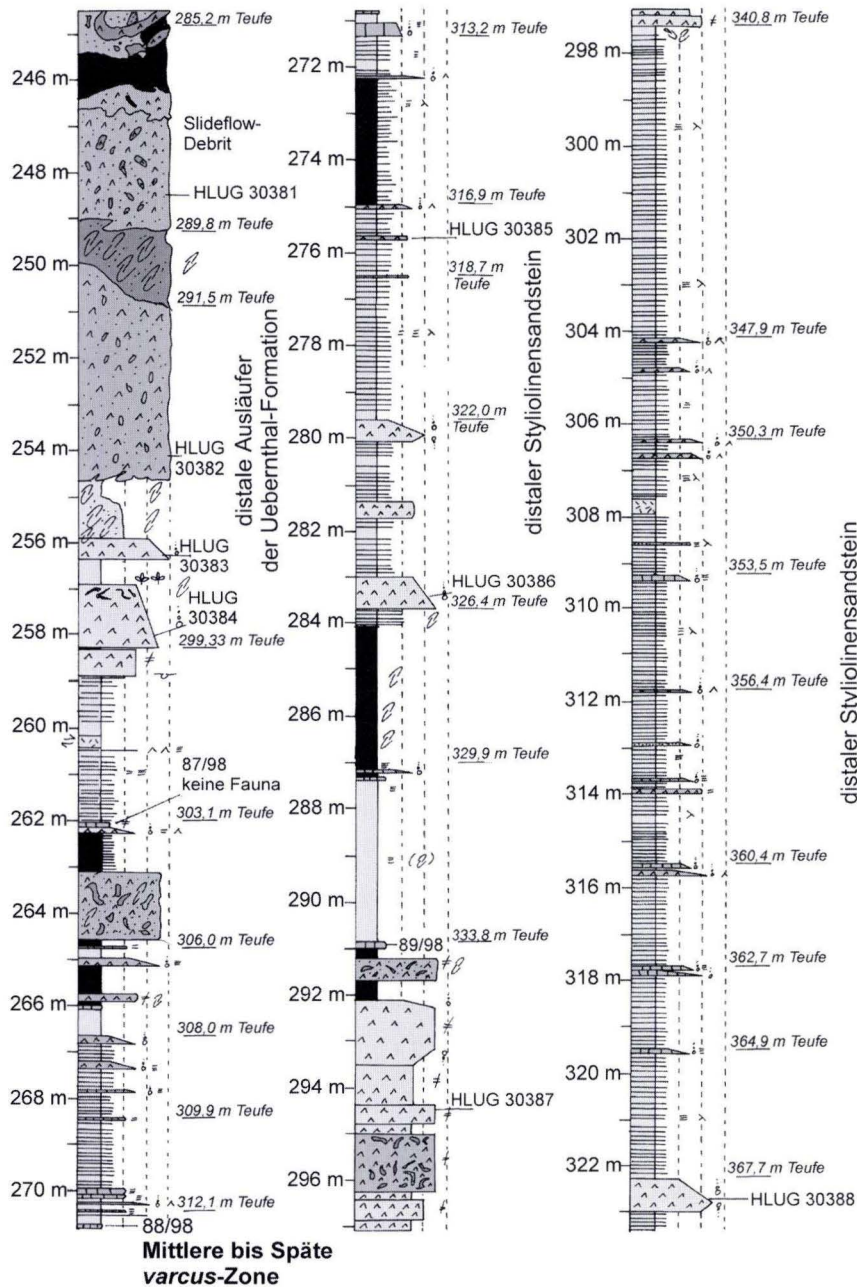 285,2 m Teufe
246 m
Slideflow-
Debrit
248 m
HLUG 30381
289,8 m Teufe
250 m
291,5 m Teufe
252 m
254 m
HLUG
30382
distale Ausläufer
der Uebernthal-Formation
256 m
HLUG
30383
HLUG
30384
258 m
299,33 m Teufe
260 m
87/98
keine Fauna
262 m
303,1 m Teufe
264 m
306,0 m Teufe
266 m
308,0 m Teufe
268 m
309,9 m Teufe
270 m
312,1 m Teufe
88/98
Mittlere bis Späte
varcus-Zone
313,2 m Teufe
272 m
274 m
316,9 m Teufe
HLUG 30385
276 m
318,7 m
Teufe
278 m
322,0 m
Teufe
280 m
distaler Styliolinensandstein
282 m
HLUG 30386
326,4 m Teufe
284 m
286 m
329,9 m Teufe
288 m
290 m
333,8 m Teufe
89/98
292 m
294 m
HLUG 30387
296 m
340,8 m Teufe
298 m
300 m
302 m
304 m
347,9 m Teufe
306 m
350,3 m Teufe
308 m
353,5 m Teufe
310 m
356,4 m Teufe
312 m
314 m
360,4 m Teufe
316 m
362,7 m Teufe
318 m
364,9 m Teufe
320 m
322 m
367,7 m Teufe
HLUG 30388
distaler Styliolinensandstein